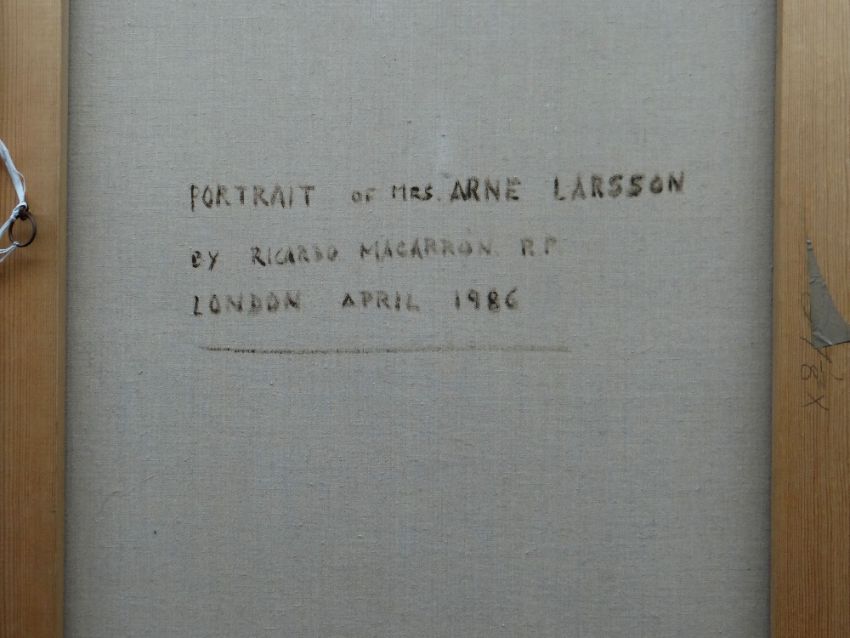 PORTRAIT OF MRS. ARNE LARSSON
BY RICARDO MACARRON. R.P.
LONDON APRIL 1986